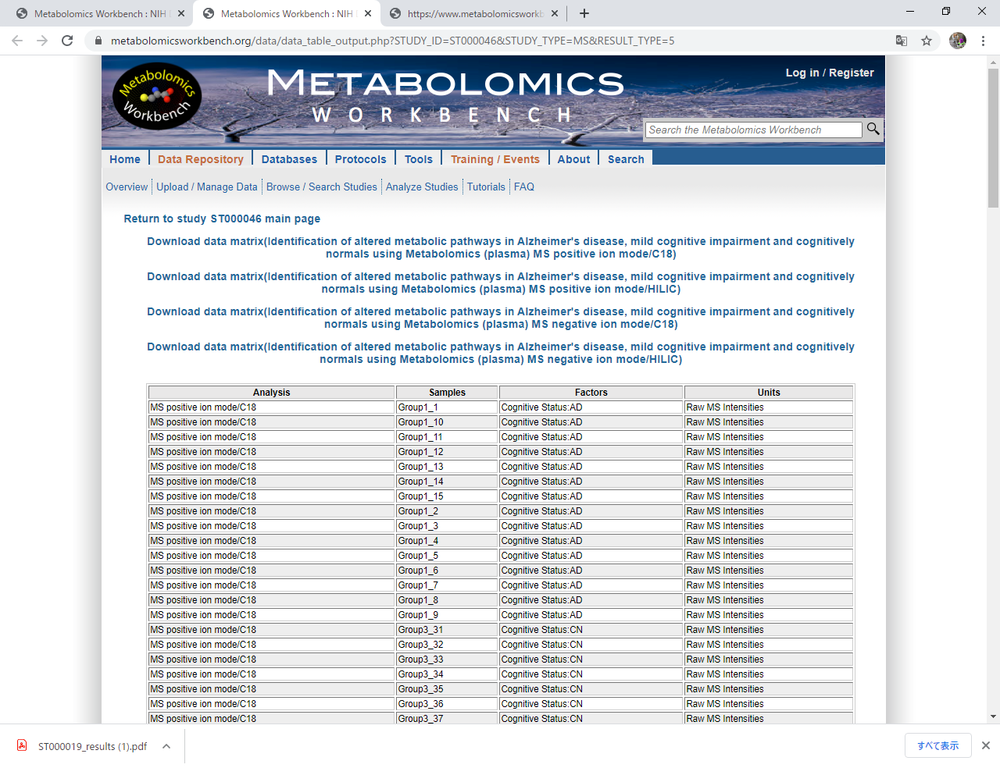 Metabolomics Workbench : NIH
Metabolomics Workbench : NIH
https://www.metabolomicsworkb
metabolomicsworkbench.org/data/data_table_output.php?STUDY_ID=ST000046&STUDY_TYPE=MS&RESULT_TYPE=5
Metabolomics Workbench
METABOLOMICS
WORKBENCH
Log in / Register
Search the Metabolomics Workbench
Home Data Repository Databases Protocols Tools Training / Events About Search
Overview Upload / Manage Data Browse / Search Studies Analyze Studies Tutorials FAQ
Return to study ST000046 main page
Download data matrix(Identification of altered metabolic pathways in Alzheimer's disease, mild cognitive impairment and cognitively
normals using Metabolomics (plasma) MS positive ion mode/C18)
Download data matrix(Identification of altered metabolic pathways in Alzheimer's disease, mild cognitive impairment and cognitively
normals using Metabolomics (plasma) MS positive ion mode/HILIC)
Download data matrix(Identification of altered metabolic pathways in Alzheimer's disease, mild cognitive impairment and cognitively
normals using Metabolomics (plasma) MS negative ion mode/C18)
Download data matrix(Identification of altered metabolic pathways in Alzheimer's disease, mild cognitive impairment and cognitively
normals using Metabolomics (plasma) MS negative ion mode/HILIC)
Analysis Samples Factors Units
MS positive ion mode/C18 Group1_1 Cognitive Status:AD Raw MS Intensities
MS positive ion mode/C18 Group1_10 Cognitive Status:AD Raw MS Intensities
MS positive ion mode/C18 Group1_11 Cognitive Status:AD Raw MS Intensities
MS positive ion mode/C18 Group1_12 Cognitive Status:AD Raw MS Intensities
MS positive ion mode/C18 Group1_13 Cognitive Status:AD Raw MS Intensities
MS positive ion mode/C18 Group1_14 Cognitive Status:AD Raw MS Intensities
MS positive ion mode/C18 Group1_15 Cognitive Status:AD Raw MS Intensities
MS positive ion mode/C18 Group1_2 Cognitive Status:AD Raw MS Intensities
MS positive ion mode/C18 Group1_3 Cognitive Status:AD Raw MS Intensities
MS positive ion mode/C18 Group1_4 Cognitive Status:AD Raw MS Intensities
MS positive ion mode/C18 Group1_5 Cognitive Status:AD Raw MS Intensities
MS positive ion mode/C18 Group1_6 Cognitive Status:AD Raw MS Intensities
MS positive ion mode/C18 Group1_7 Cognitive Status:AD Raw MS Intensities
MS positive ion mode/C18 Group1_8 Cognitive Status:AD Raw MS Intensities
MS positive ion mode/C18 Group1_9 Cognitive Status:AD Raw MS Intensities
MS positive ion mode/C18 Group3_31 Cognitive Status:CN Raw MS Intensities
MS positive ion mode/C18 Group3_32 Cognitive Status:CN Raw MS Intensities
MS positive ion mode/C18 Group3_33 Cognitive Status:CN Raw MS Intensities
MS positive ion mode/C18 Group3_34 Cognitive Status:CN Raw MS Intensities
MS positive ion mode/C18 Group3_35 Cognitive Status:CN Raw MS Intensities
MS positive ion mode/C18 Group3_36 Cognitive Status:CN Raw MS Intensities
MS positive ion mode/C18 Group3_37 Cognitive Status:CN Raw MS Intensities
ST000019_results (1).pdf
すべて表示